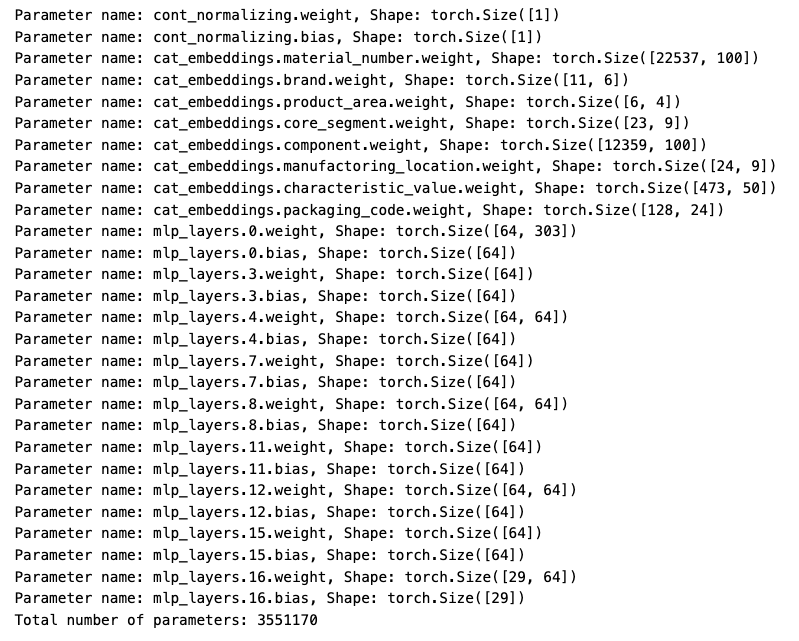 Parameter name: cont_normalizing.weight, Shape: torch.Size([1])
Parameter name: cont_normalizing.bias, Shape: torch.Size([1])
Parameter name: cat_embeddings.material_number.weight, Shape: torch.Size([22537, 100])
Parameter name: cat_embeddings.brand.weight, Shape: torch.Size([11, 6])
Parameter name: cat_embeddings.product_area.weight, Shape: torch.Size([6, 4])
Parameter name: cat_embeddings.core_segment.weight, Shape: torch.Size([23, 9])
Parameter name: cat_embeddings.component.weight, Shape: torch.Size([12359, 100])
Parameter name: cat_embeddings.manufactoring_location.weight, Shape: torch.Size([24, 9])
Parameter name: cat_embeddings.characteristic_value.weight, Shape: torch.Size([473, 50])
Parameter name: cat_embeddings.packaging_code.weight, Shape: torch.Size([128, 24])
Parameter name: mlp_layers.0.weight, Shape: torch.Size([64, 303])
Parameter name: mlp_layers.0.bias, Shape: torch.Size([64])
Parameter name: mlp_layers.3.weight, Shape: torch.Size([64])
Parameter name: mlp_layers.3.bias, Shape: torch.Size([64])
Parameter name: mlp_layers.4.weight, Shape: torch.Size([64, 64])
Parameter name: mlp_layers.4.bias, Shape: torch.Size([64])
Parameter name: mlp_layers.7.weight, Shape: torch.Size([64])
Parameter name: mlp_layers.7.bias, Shape: torch.Size([64])
Parameter name: mlp_layers.8.weight, Shape: torch.Size([64, 64])
Parameter name: mlp_layers.8.bias, Shape: torch.Size([64])
Parameter name: mlp_layers.11.weight, Shape: torch.Size([64])
Parameter name: mlp_layers.11.bias, Shape: torch.Size([64])
Parameter name: mlp_layers.12.weight, Shape: torch.Size([64, 64])
Parameter name: mlp_layers.12.bias, Shape: torch.Size([64])
Parameter name: mlp_layers.15.weight, Shape: torch.Size([64])
Parameter name: mlp_layers.15.bias, Shape: torch.Size([64])
Parameter name: mlp_layers.16.weight, Shape: torch.Size([29, 64])
Parameter name: mlp_layers.16.bias, Shape: torch.Size([29])
Total number of parameters: 3551170